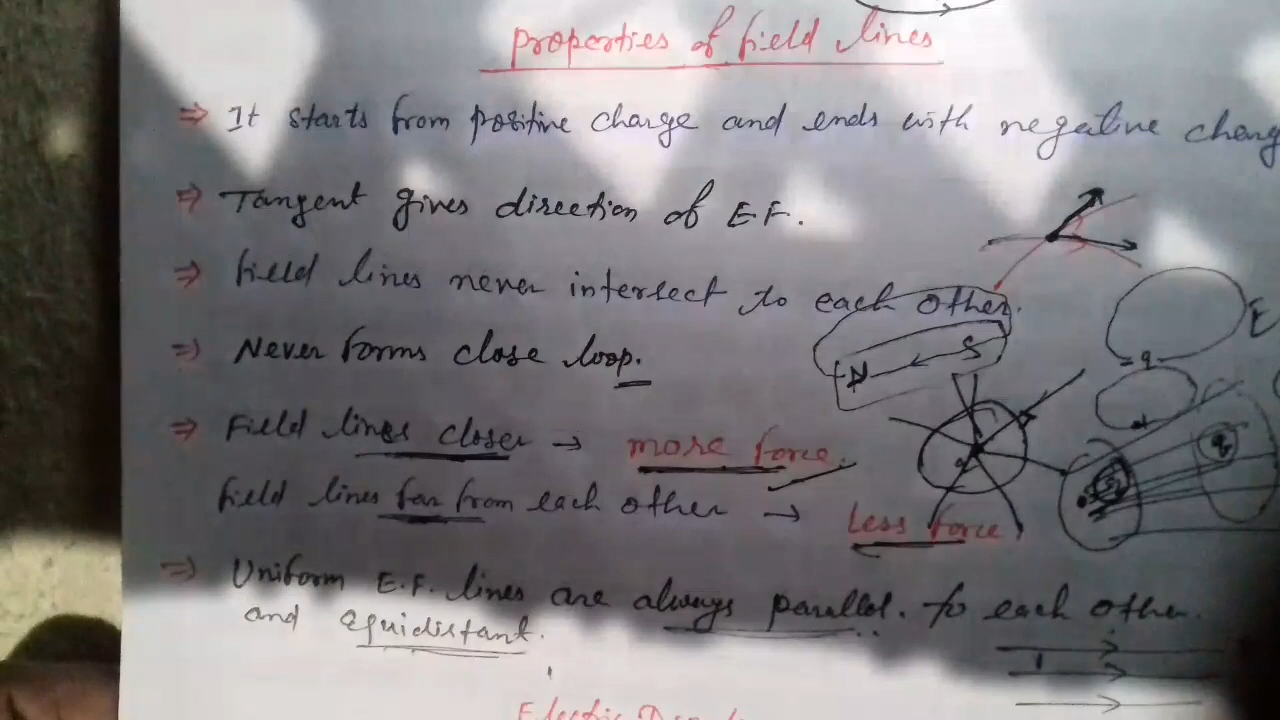 Properties of field lines
⇒ It starts from positive charge and ends with negative charg
⇒ Tangent gives direction of E.F.
⇒ field lines never intersect to each other.
⇒ Never forms close loop.
N S
E
-q
⇒ Field lines closer → more force.
q
field lines far from each other → Less force
⇒ Uniform E.F. lines are always parallel. to each other.
and equidistant.
Electric